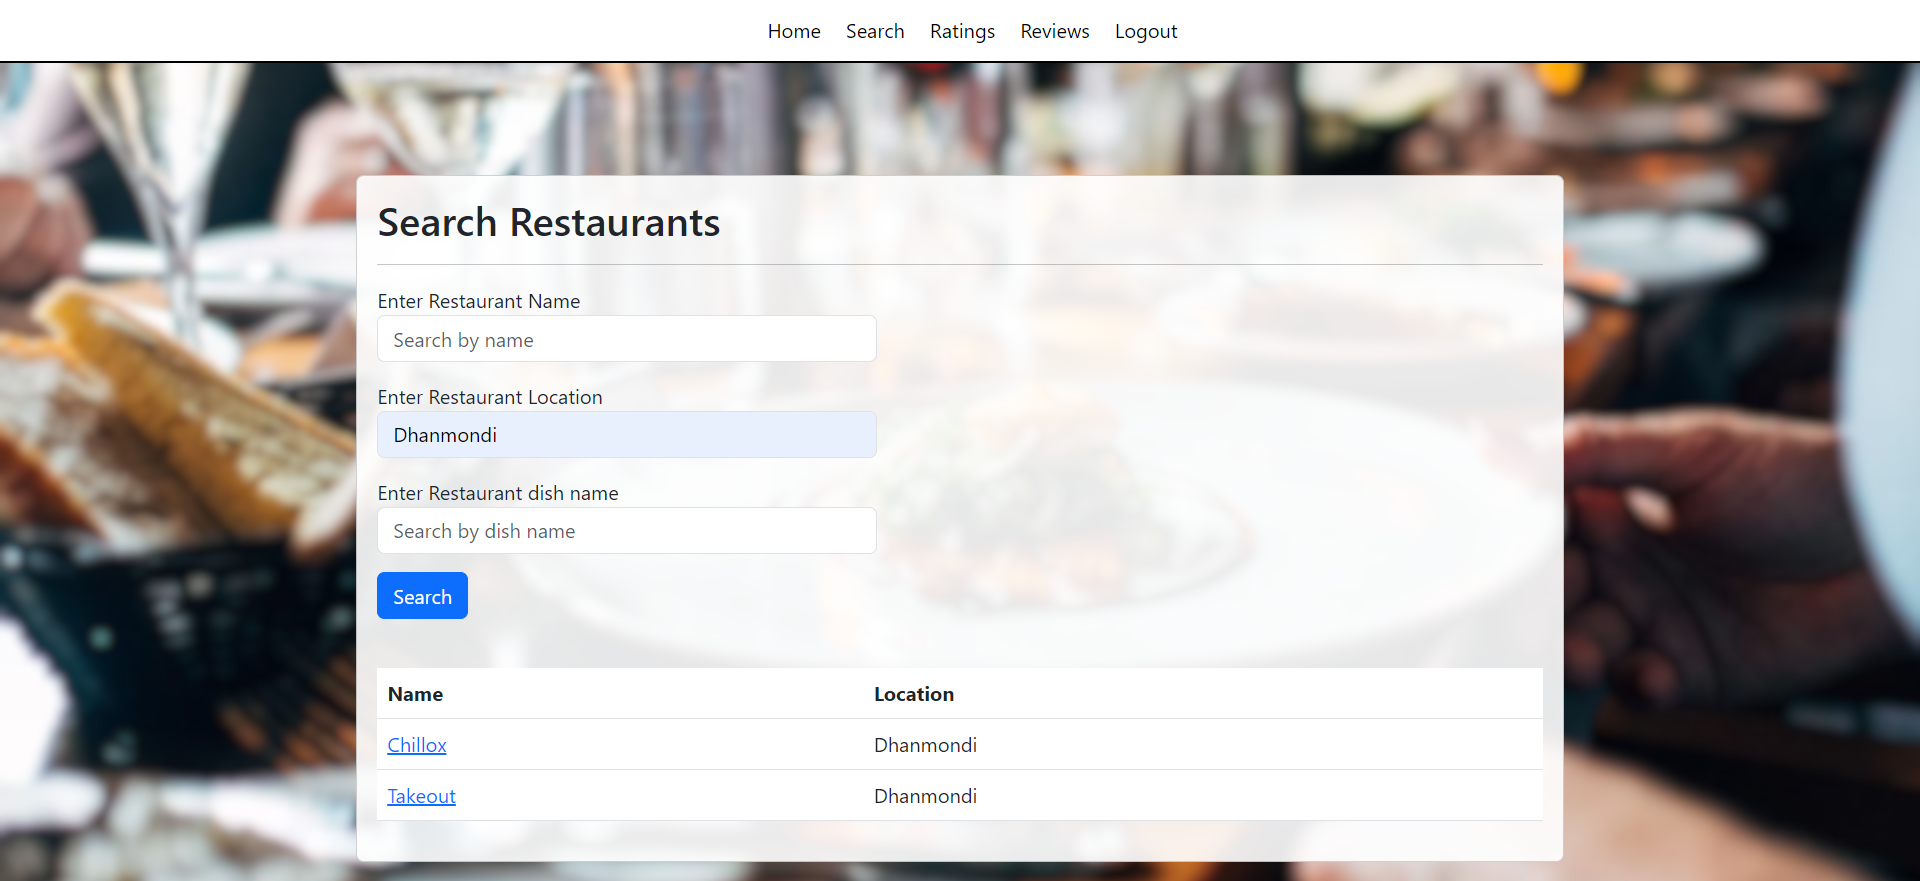 Home Search Ratings Reviews Logout
Search Restaurants
Enter Restaurant Name
Search by name
Enter Restaurant Location
Dhanmondi
Enter Restaurant dish name
Search by dish name
Search
Name Location
Chillox Dhanmondi
Takeout Dhanmondi